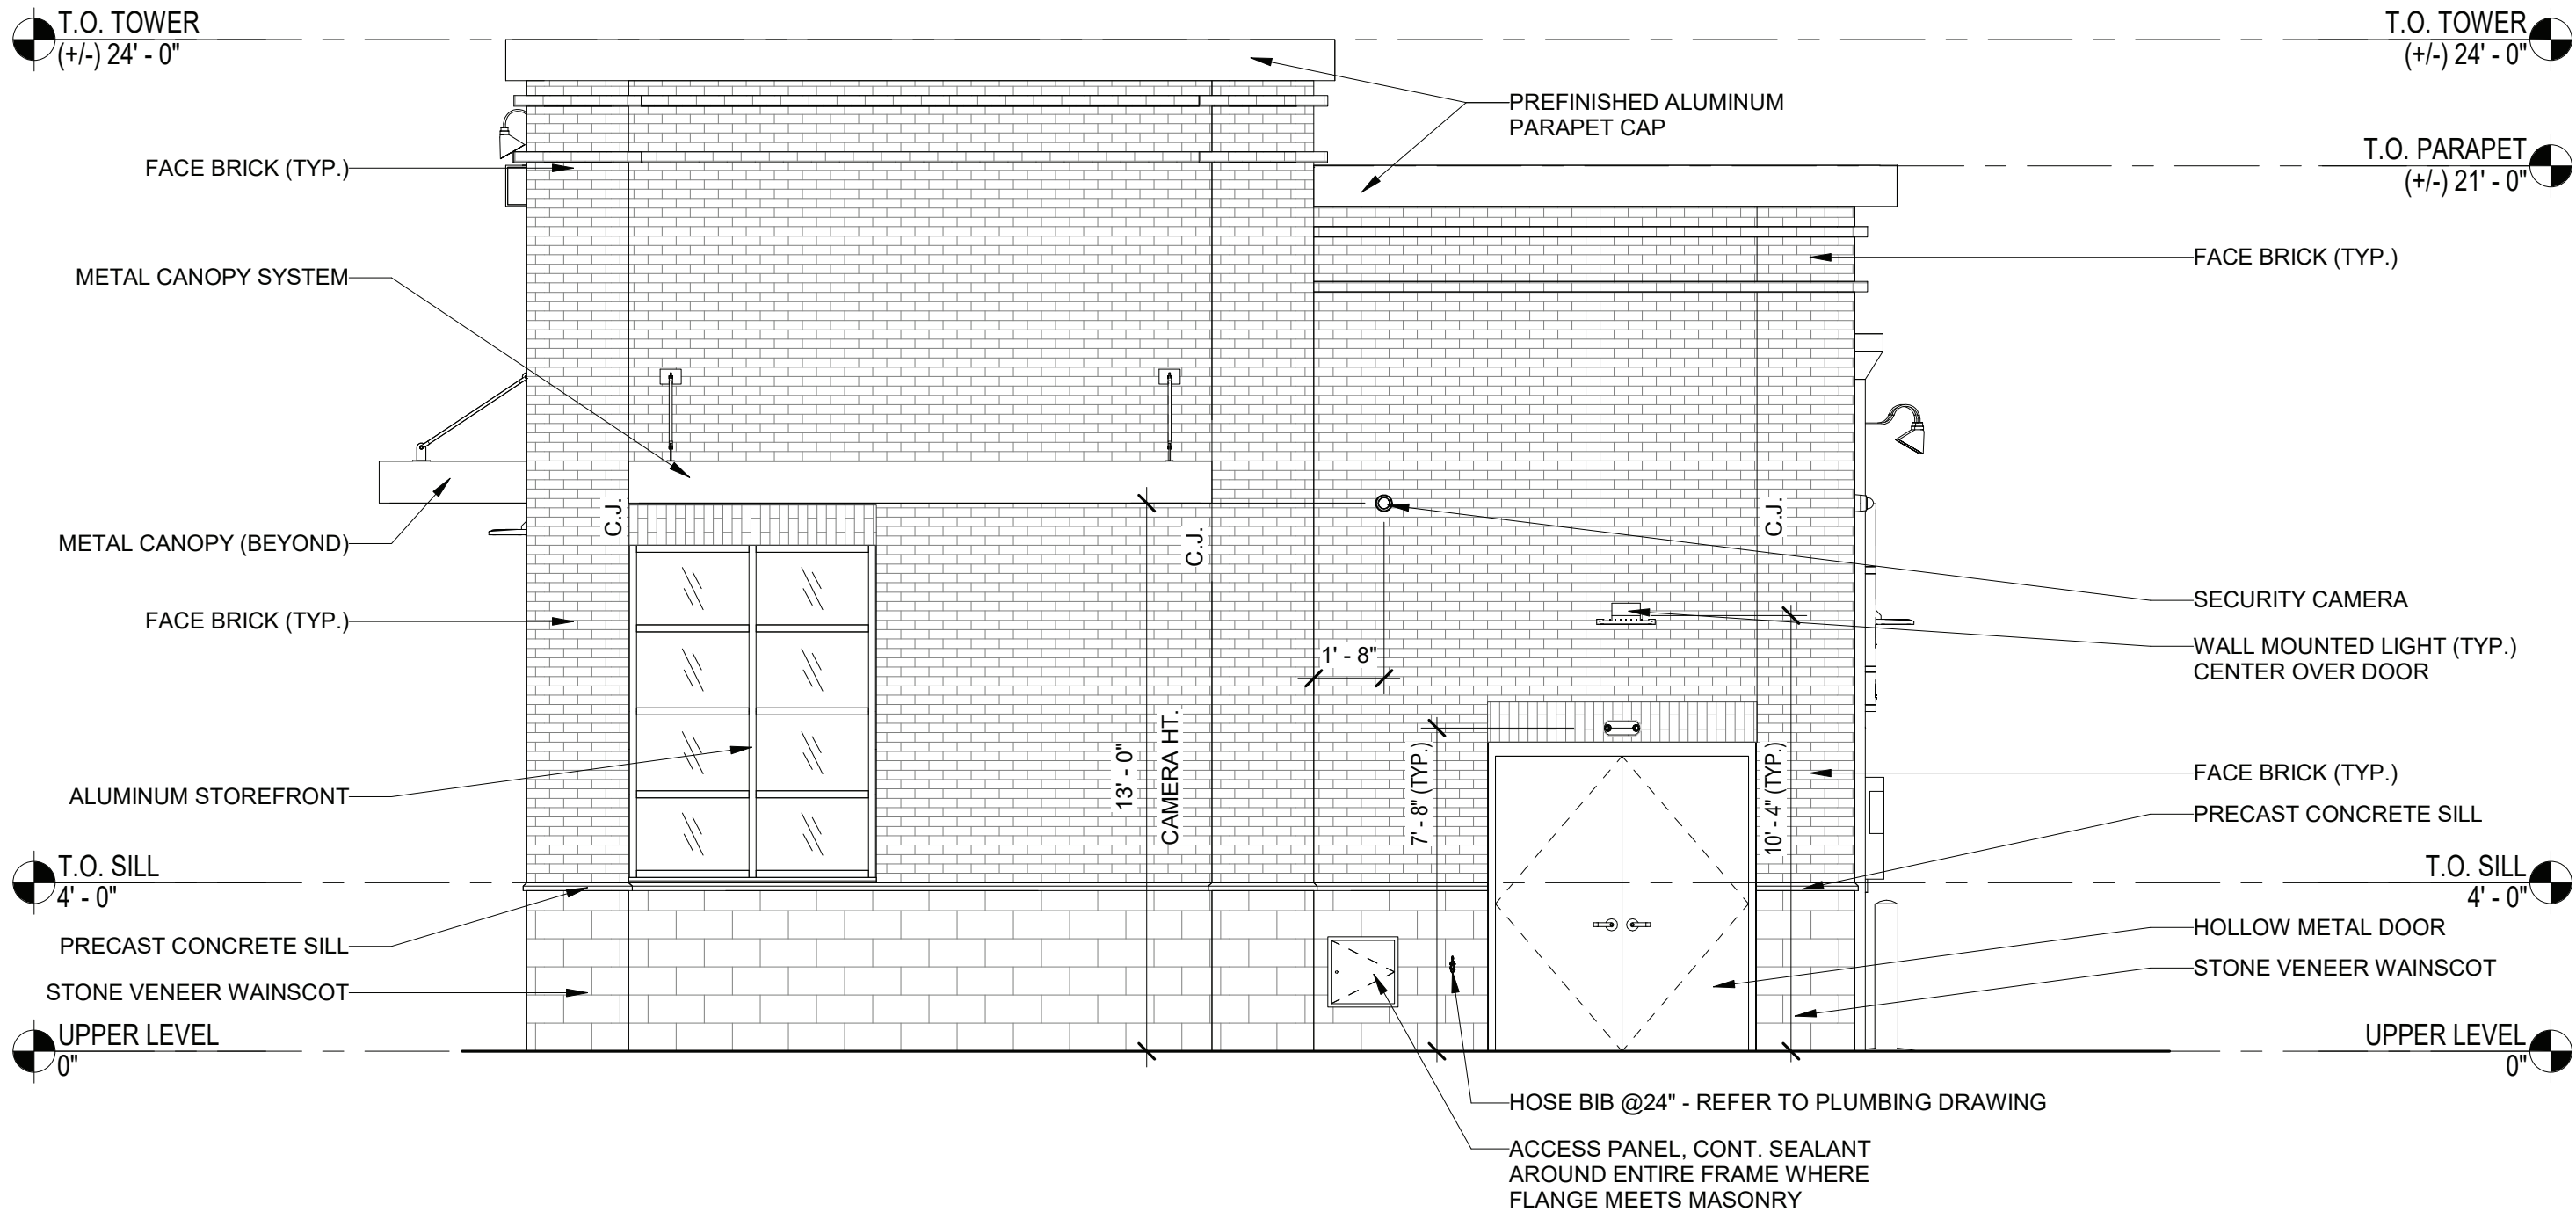 T.O. TOWER
(+/-) 24' - 0"
T.O. TOWER
(+/-) 24' - 0"
PREFINISHED ALUMINUM
PARAPET CAP
T.O. PARAPET
(+/-) 21' - 0"
FACE BRICK (TYP.)
FACE BRICK (TYP.)
METAL CANOPY SYSTEM
C.J.
C.J.
C.J.
METAL CANOPY (BEYOND)
FACE BRICK (TYP.)
SECURITY CAMERA
WALL MOUNTED LIGHT (TYP.)
CENTER OVER DOOR
1' - 8"
13' - 0"
CAMERA HT.
7' - 8" (TYP.)
10' - 4" (TYP.)
FACE BRICK (TYP.)
ALUMINUM STOREFRONT
PRECAST CONCRETE SILL
T.O. SILL
4' - 0"
T.O. SILL
4' - 0"
PRECAST CONCRETE SILL
HOLLOW METAL DOOR
STONE VENEER WAINSCOT
STONE VENEER WAINSCOT
UPPER LEVEL
0"
UPPER LEVEL
0"
HOSE BIB @24" - REFER TO PLUMBING DRAWING
ACCESS PANEL, CONT. SEALANT
AROUND ENTIRE FRAME WHERE
FLANGE MEETS MASONRY